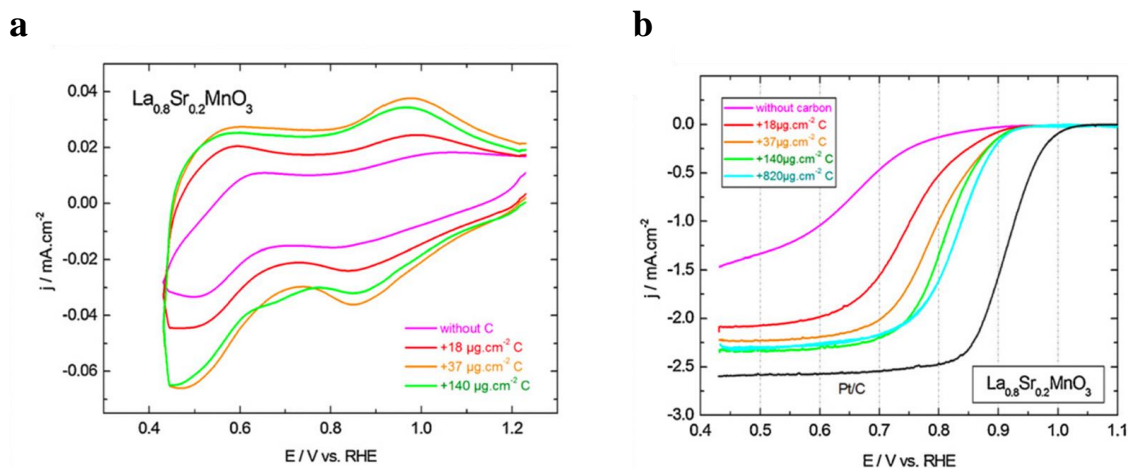 a
La0.8Sr0.2MnO3
0.04
0.02
0.00
-0.02
-0.04
-0.06
j / mA.cm-2
without C
+18 µg.cm-2 C
+37 µg.cm-2 C
+140 µg.cm-2 C
0.4 0.6 0.8 1.0 1.2
E / V vs. RHE
b
without carbon
+18µg.cm-2 C
+37µg.cm-2 C
+140µg.cm-2 C
+820µg.cm-2 C
0.0
-0.5
-1.0
-1.5
-2.0
-2.5
-3.0
j / mA.cm-2
Pt/C
La0.8Sr0.2MnO3
0.5 0.6 0.7 0.8 0.9 1.0 1.1
E / V vs. RHE